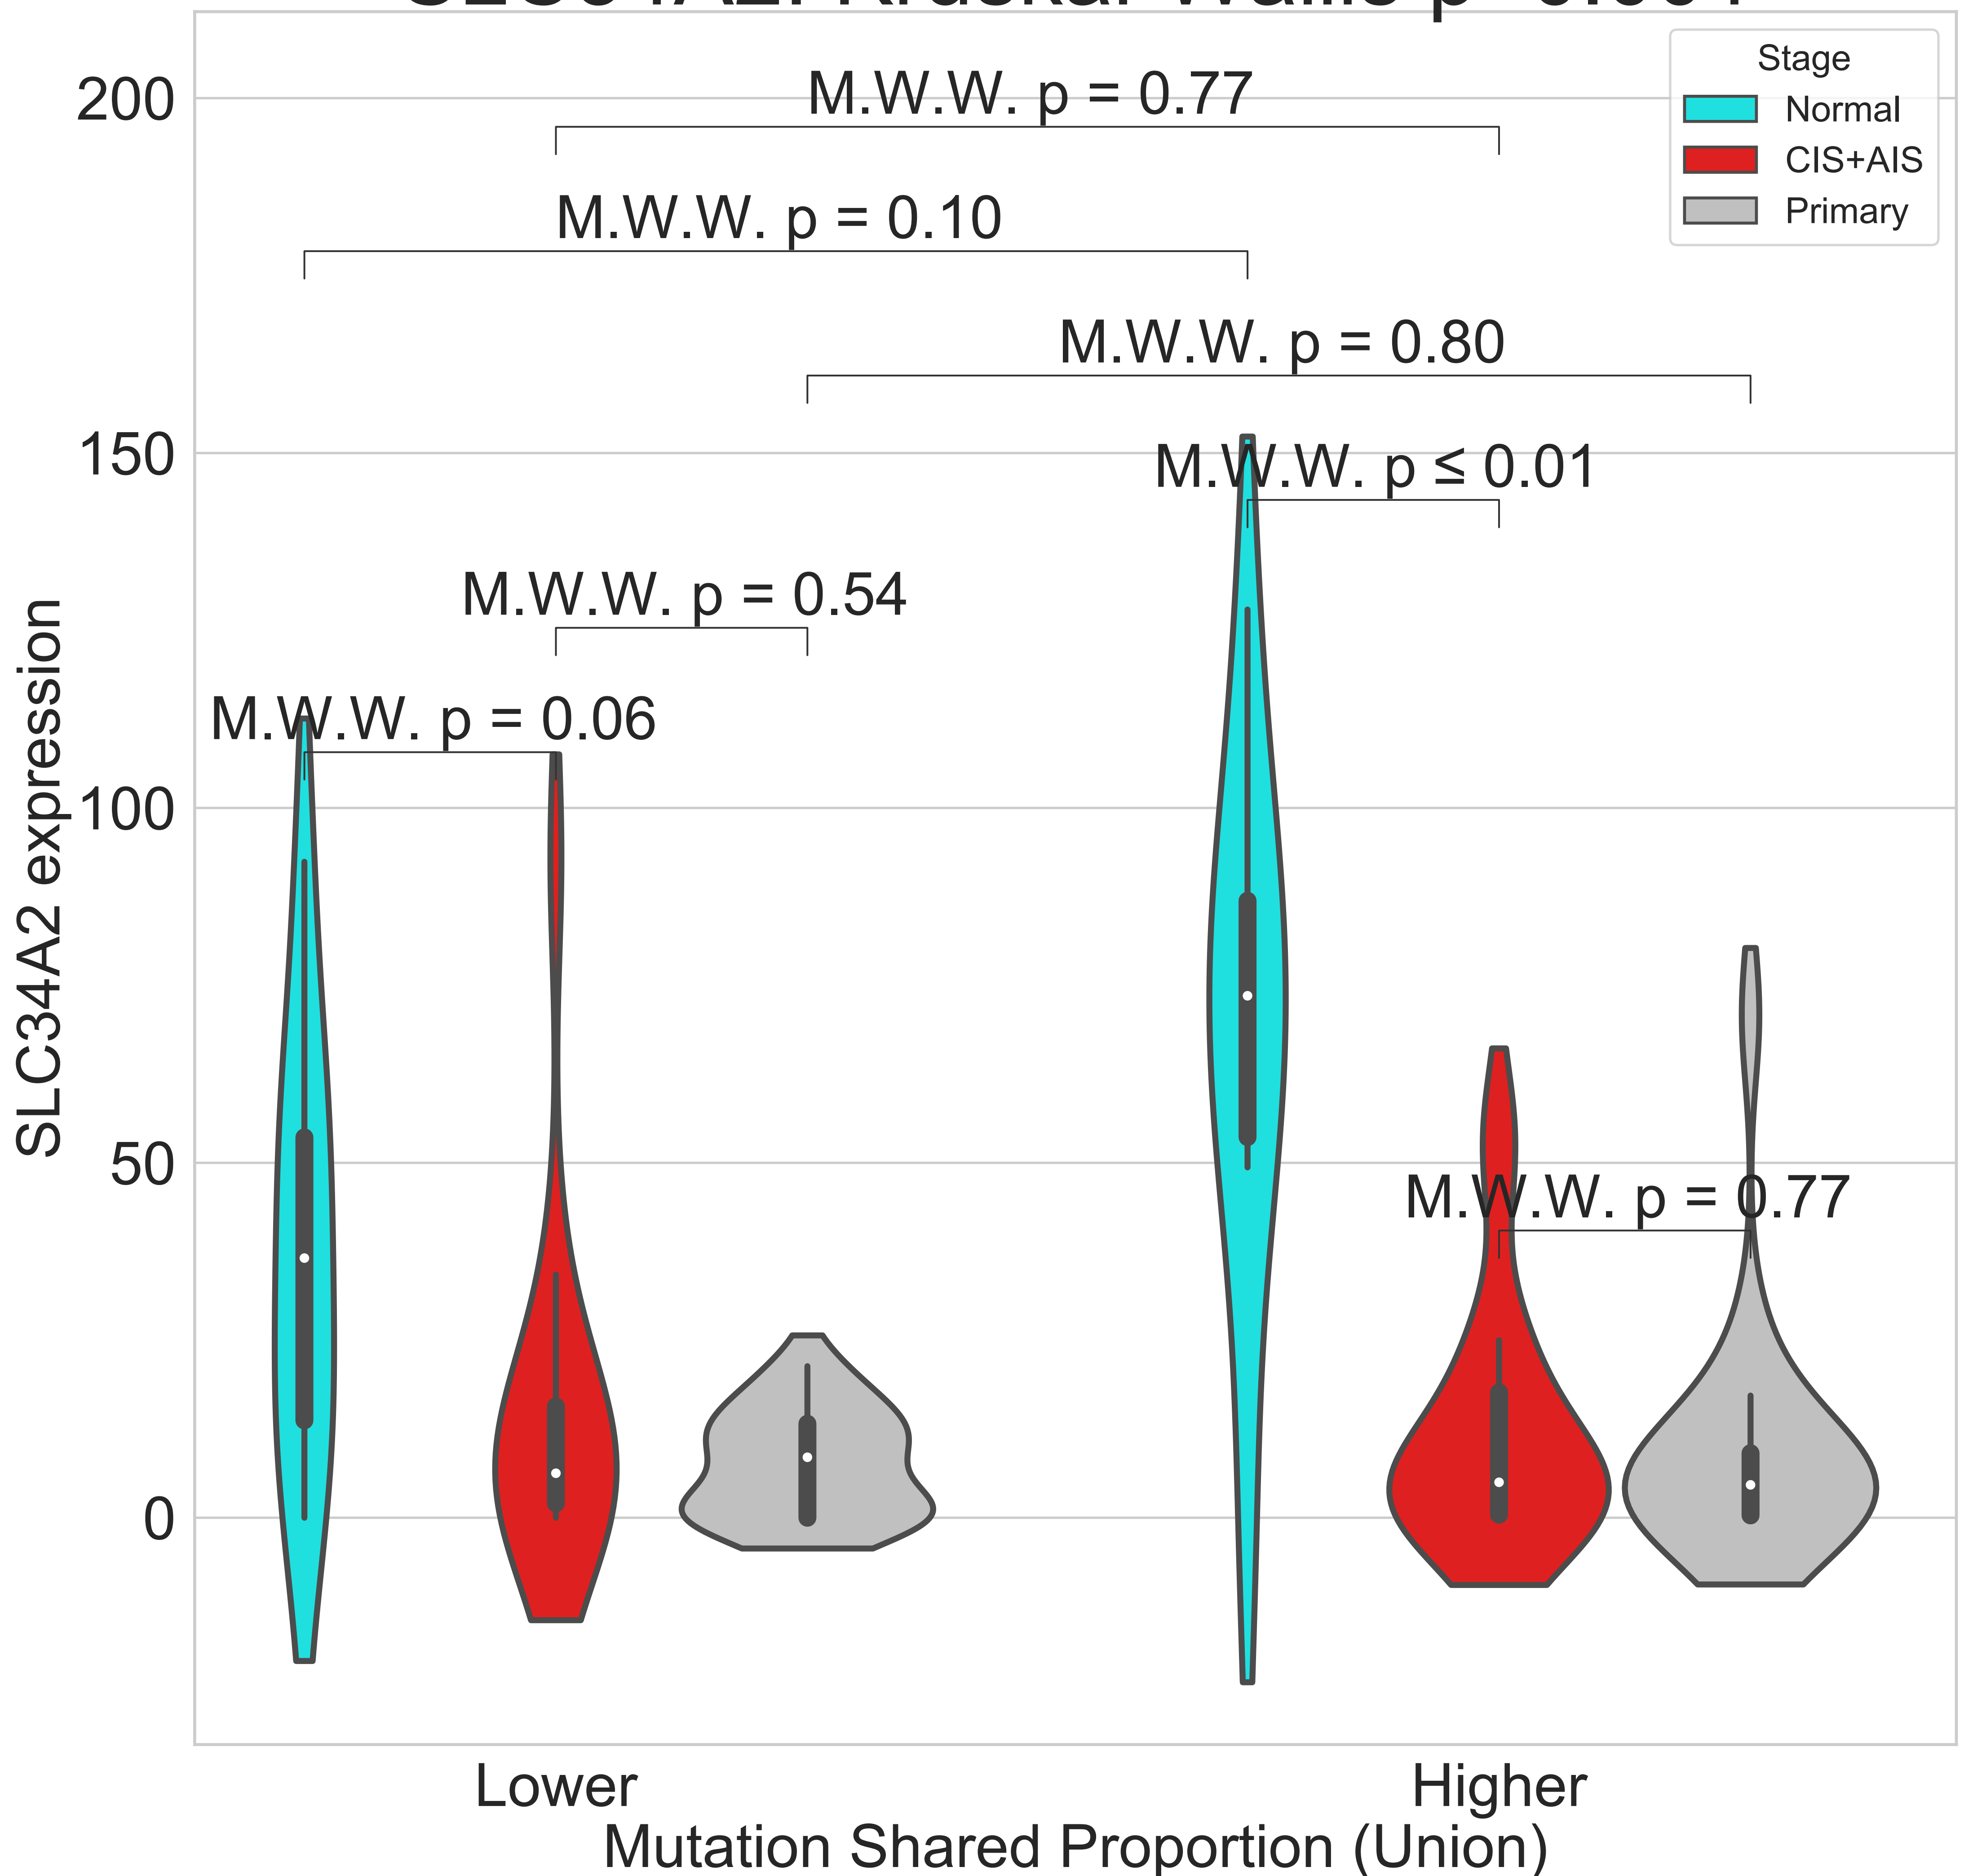 Stage
Normal
CIS+AIS
Primary
M.W.W. p = 0.77
M.W.W. p = 0.10
M.W.W. p = 0.80
M.W.W. p ≤ 0.01
M.W.W. p = 0.54
M.W.W. p = 0.06
M.W.W. p = 0.77
200
150
100
50
0
SLC34A2 expression
Lower
Higher
Mutation Shared Proportion (Union)